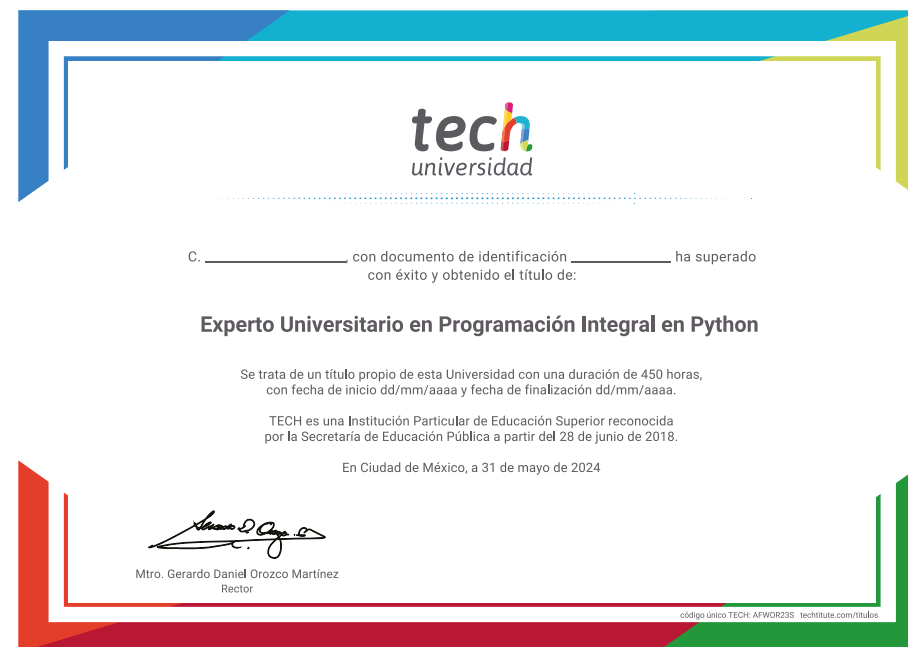 tech
universidad
C. ____________, con documento de identificación ____________ ha superado
con éxito y obtenido el título de:
Experto Universitario en Programación Integral en Python
Se trata de un título propio de esta Universidad con una duración de 450 horas,
con fecha de inicio dd/mm/aaaa y fecha de finalización dd/mm/aaaa.
TECH es una Institución Particular de Educación Superior reconocida
por la Secretaría de Educación Pública a partir del 28 de junio de 2018.
En Ciudad de México, a 31 de mayo de 2024
Mtro. Gerardo Daniel Orozco Martínez
Rector
código único TECH: AFWOR23S techtitute.com/titulos